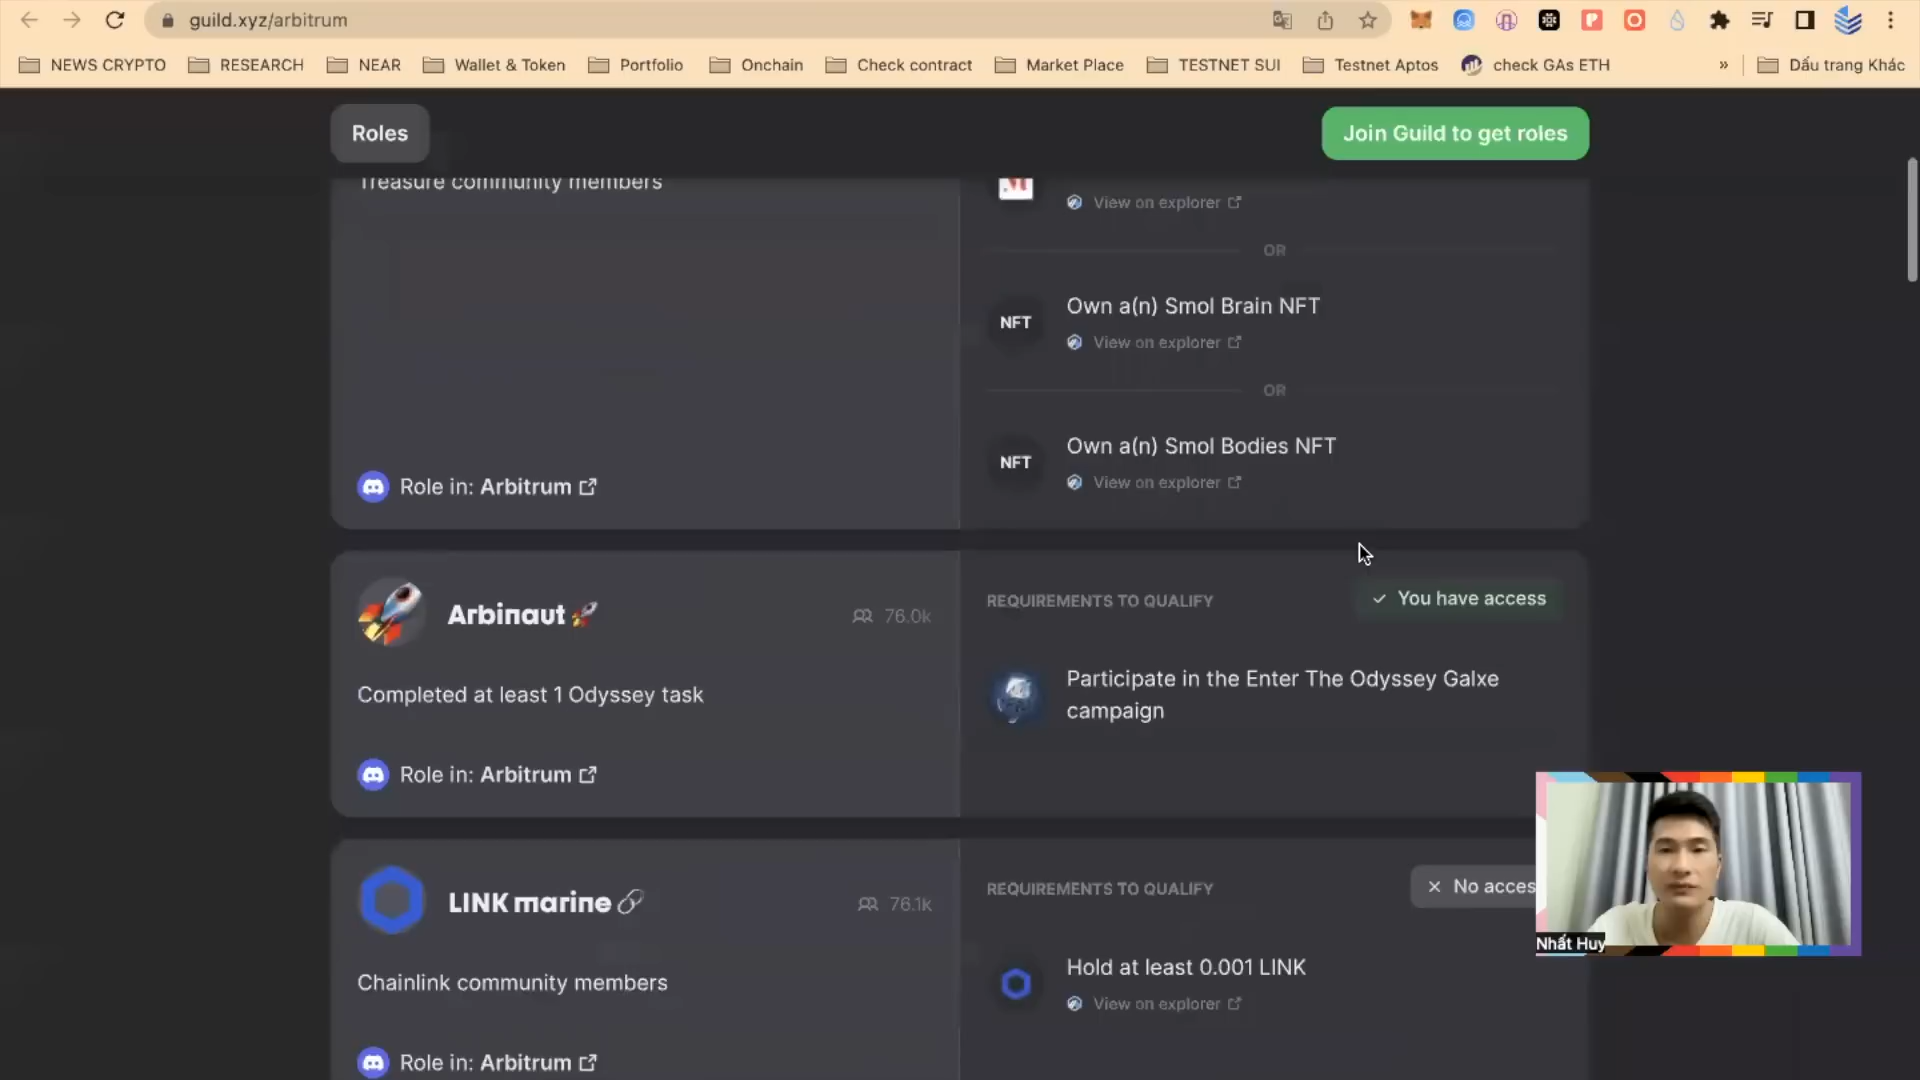 guild.xyz/arbitrum
NEWS CRYPTO
RESEARCH
NEAR
Wallet & Token
Portfolio
Onchain
Check contract
Market Place
TESTNET SUI
Testnet Aptos
check GAs ETH
»
Dấu trang Khác
Roles
Join Guild to get roles
Treasure community members
View on explorer
OR
NFT
Own a(n) Smol Brain NFT
View on explorer
OR
NFT
Own a(n) Smol Bodies NFT
View on explorer
Role in: Arbitrum
Arbinaut
76.0k
Completed at least 1 Odyssey task
Role in: Arbitrum
REQUIREMENTS TO QUALIFY
You have access
Participate in the Enter The Odyssey Galxe
campaign
LINK marine
76.1k
Chainlink community members
Role in: Arbitrum
REQUIREMENTS TO QUALIFY
No acces
Hold at least 0.001 LINK
View on explorer
Nhất Huy